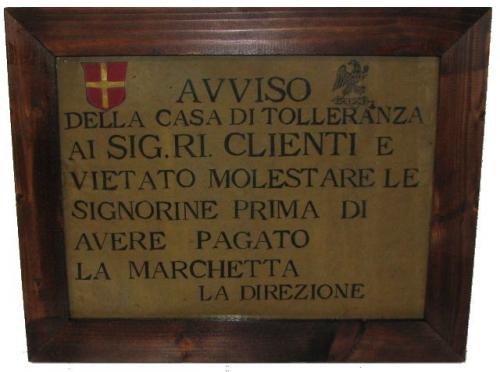 AVVISO
DELLA CASA DI TOLLERANZA
AI SIG.RI. CLIENTI E
VIETATO MOLESTARE LE
SIGNORINE PRIMA DI
AVERE PAGATO
LA MARCHETTA
LA DIREZIONE